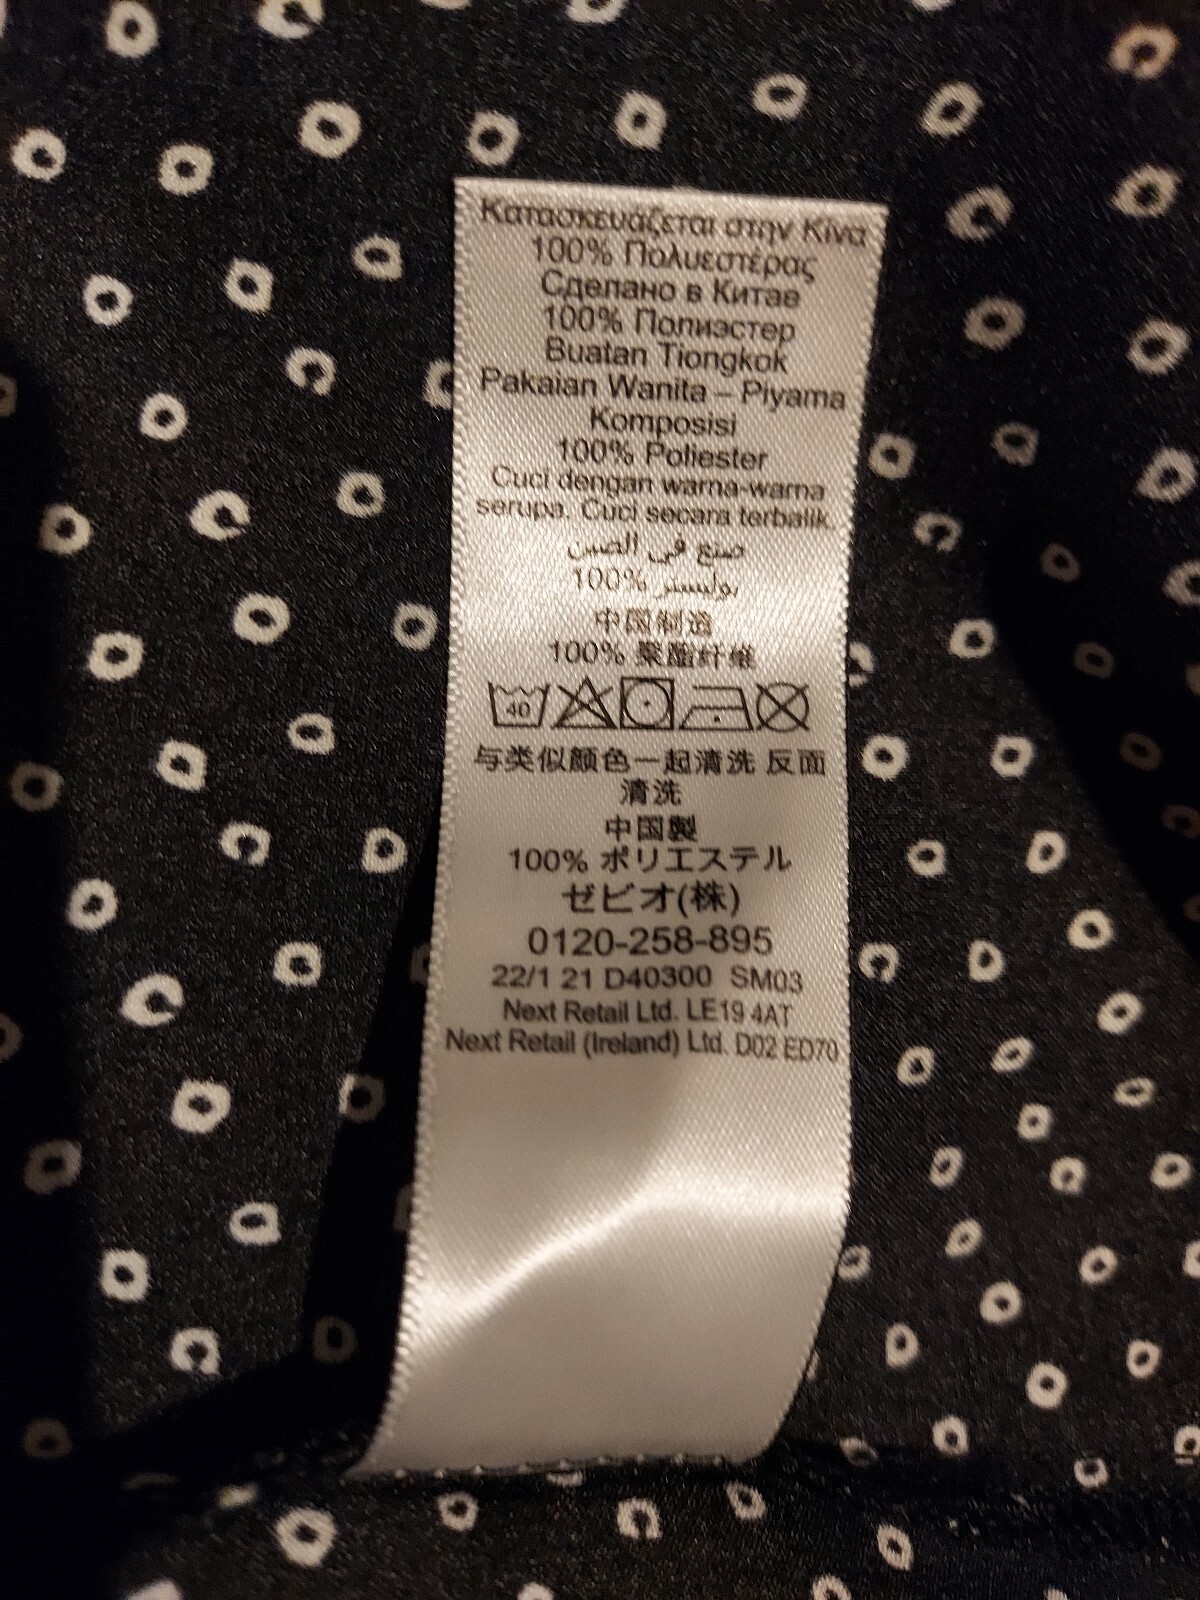 Κατασκευάζεται στην Κίνα
100% Πολυεστέρας
Сделано в Китае
100% Полиэстер
Buatan Tiongkok
Pakaian Wanita – Piyama
Komposisi
100% Poliester
Cuci dengan warna-warna
serupa. Cuci secara terbalik.
صنع في الصين
بوليستر %100
中国制造
100% 聚酯纤维
40
与类似颜色一起清洗 反面
清洗
中国製
100% ポリエステル
ゼビオ(株)
0120-258-895
22/1 21 D40300 SM03
Next Retail Ltd. LE19 4AT
Next Retail (Ireland) Ltd. D02 ED70